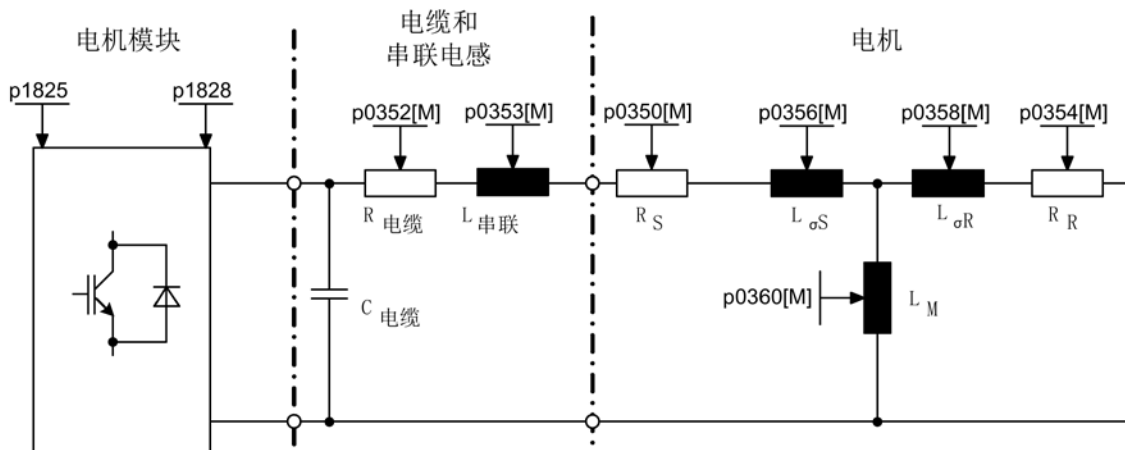 电机模块
电缆和
串联电感
电机
p1825
p1828
p0352[M]
p0353[M]
p0350[M]
p0356[M]
p0358[M]
p0354[M]
R 电缆
L 串联
R S
L σS
L σR
R R
C 电缆
p0360[M]
L M